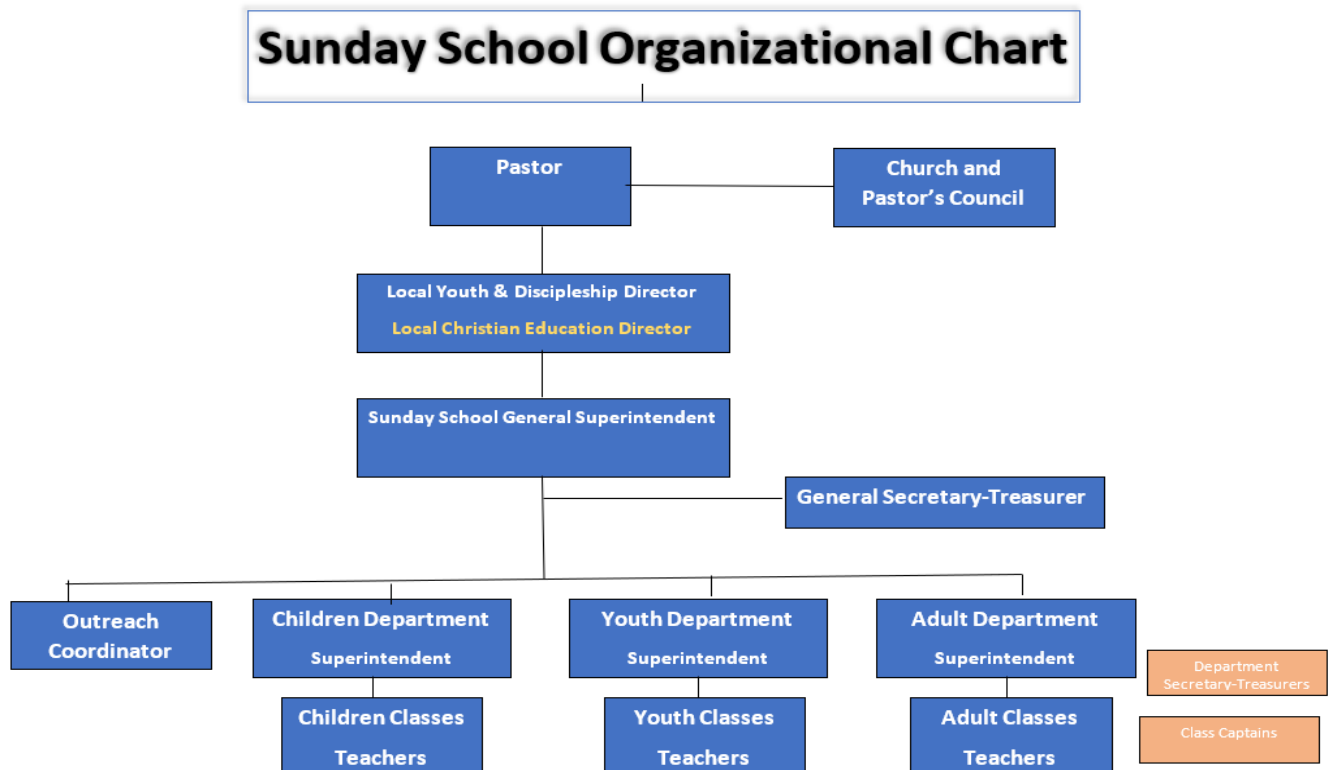 Sunday School Organizational Chart
Pastor
Church and
Pastor’s Council
Local Youth & Discipleship Director
Local Christian Education Director
Sunday School General Superintendent
General Secretary-Treasurer
Outreach
Coordinator
Children Department
Superintendent
Youth Department
Superintendent
Adult Department
Superintendent
Department
Secretary-Treasurers
Children Classes
Teachers
Youth Classes
Teachers
Adult Classes
Teachers
Class Captains